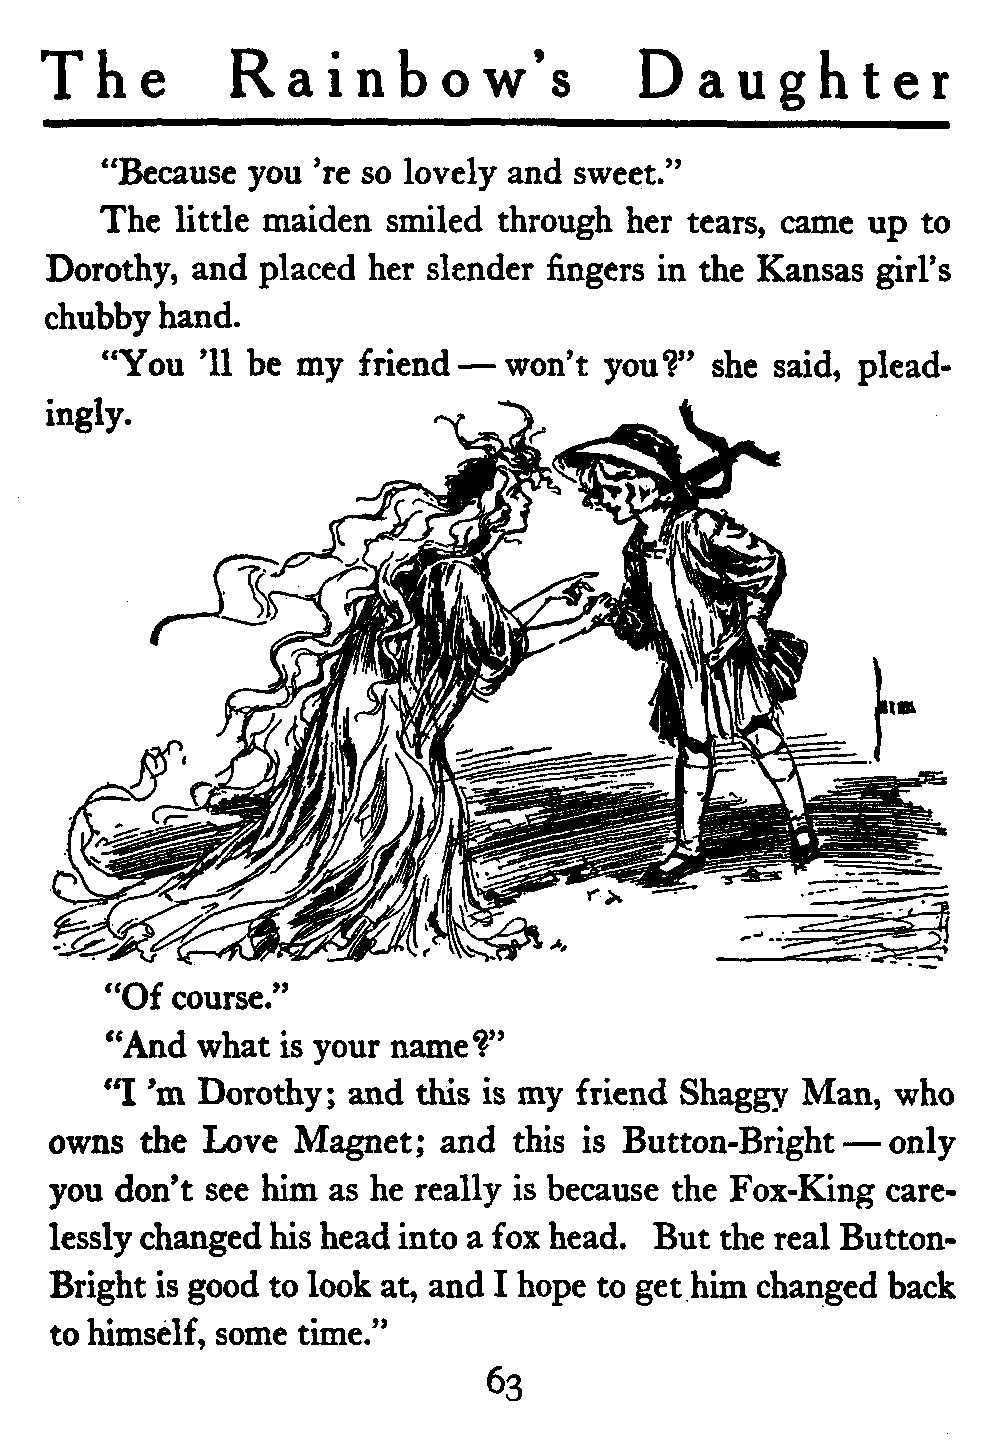 The Rainbow's Daughter
“Because you ’re so lovely and sweet.”
The little maiden smiled through her tears, came up to
Dorothy, and placed her slender fingers in the Kansas girl’s
chubby hand.
“You ’ll be my friend — won’t you?” she said, plead-
ingly.
“Of course.”
“And what is your name?”
“I ’m Dorothy; and this is my friend Shaggy Man, who
owns the Love Magnet; and this is Button-Bright — only
you don’t see him as he really is because the Fox-King care-
lessly changed his head into a fox head. But the real Button-
Bright is good to look at, and I hope to get him changed back
to himself, some time.”
63